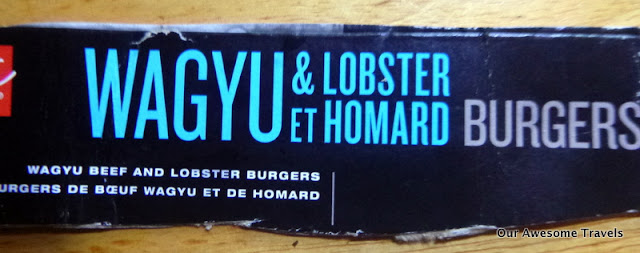 WAGYU & LOBSTER
ET HOMARD BURGERS
WAGYU BEEF AND LOBSTER BURGERS
URGERS DE BŒUF WAGYU ET DE HOMARD
Our Awesome Travels